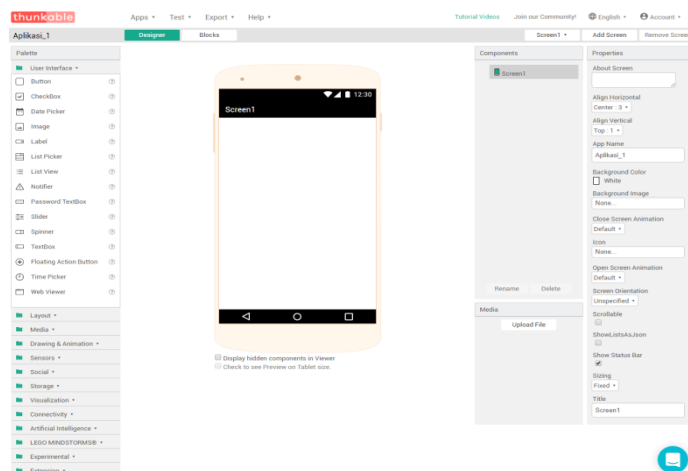 thunkable
Apps Test Export Help
Tutorial Videos Join our Community! English Account
Aplikasi_1
Designer Blocks
Screen1 Add Screen Remove Screen
Palette
User Interface
Button
CheckBox
Date Picker
Image
Label
List Picker
List View
Notifier
Password TextBox
Slider
Spinner
TextBox
Floating Action Button
Time Picker
Web Viewer
Layout
Media
Drawing & Animation
Sensors
Social
Storage
Visualization
Connectivity
Artificial Intelligence
LEGO MINDSTORMS®
Experimental
Extension
12:30
Screen1
Display hidden components in Viewer
Check to see Preview on Tablet size.
Components
Screen1
Rename Delete
Media
Upload File
Properties
About Screen
Align Horizontal
Center : 3
Align Vertical
Top : 1
App Name
Aplikasi_1
Background Color
White
Background Image
None...
Close Screen Animation
Default
Icon
None...
Open Screen Animation
Default
Screen Orientation
Unspecified
Scrollable
ShowListsAsJson
Show Status Bar
Sizing
Fixed
Title
Screen1